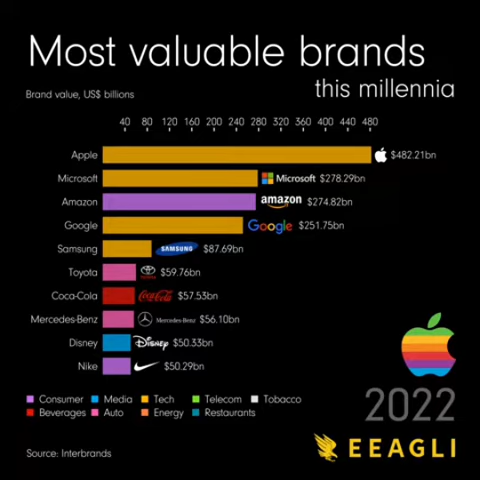 Most valuable brands
this millennia
Brand value, US$ billions
40 80 120 160 200 240 280 320 360 400 440 480
Apple $482.21bn
Microsoft Microsoft $278.29bn
Amazon amazon $274.82bn
Google Google $251.75bn
Samsung SAMSUNG $87.69bn
Toyota TOYOTA $59.76bn
Coca-Cola Coca-Cola $57.53bn
Mercedes-Benz Mercedes-Benz $56.10bn
Disney Disney $50.33bn
Nike $50.29bn
Consumer Media Tech Telecom Tobacco
Beverages Auto Energy Restaurants
2022
EEAGLI
Source: Interbrands